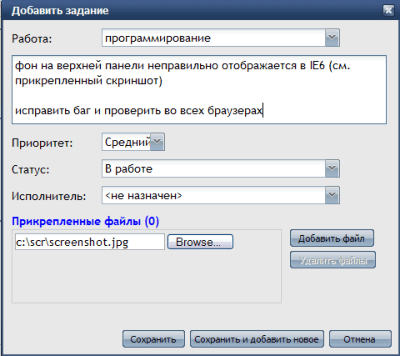 Добавить задание
Работа: программирование
фон на верхней панели неправильно отображается в IE6 (см.
прикрепленный скриншот)
исправить баг и проверить во всех браузерах
Приоритет: Средний
Статус: В работе
Исполнитель: <не назначен>
Прикрепленные файлы (0)
c:\scr\screenshot.jpg Browse... Добавить файл
Удалить файлы
Сохранить Сохранить и добавить новое Отмена